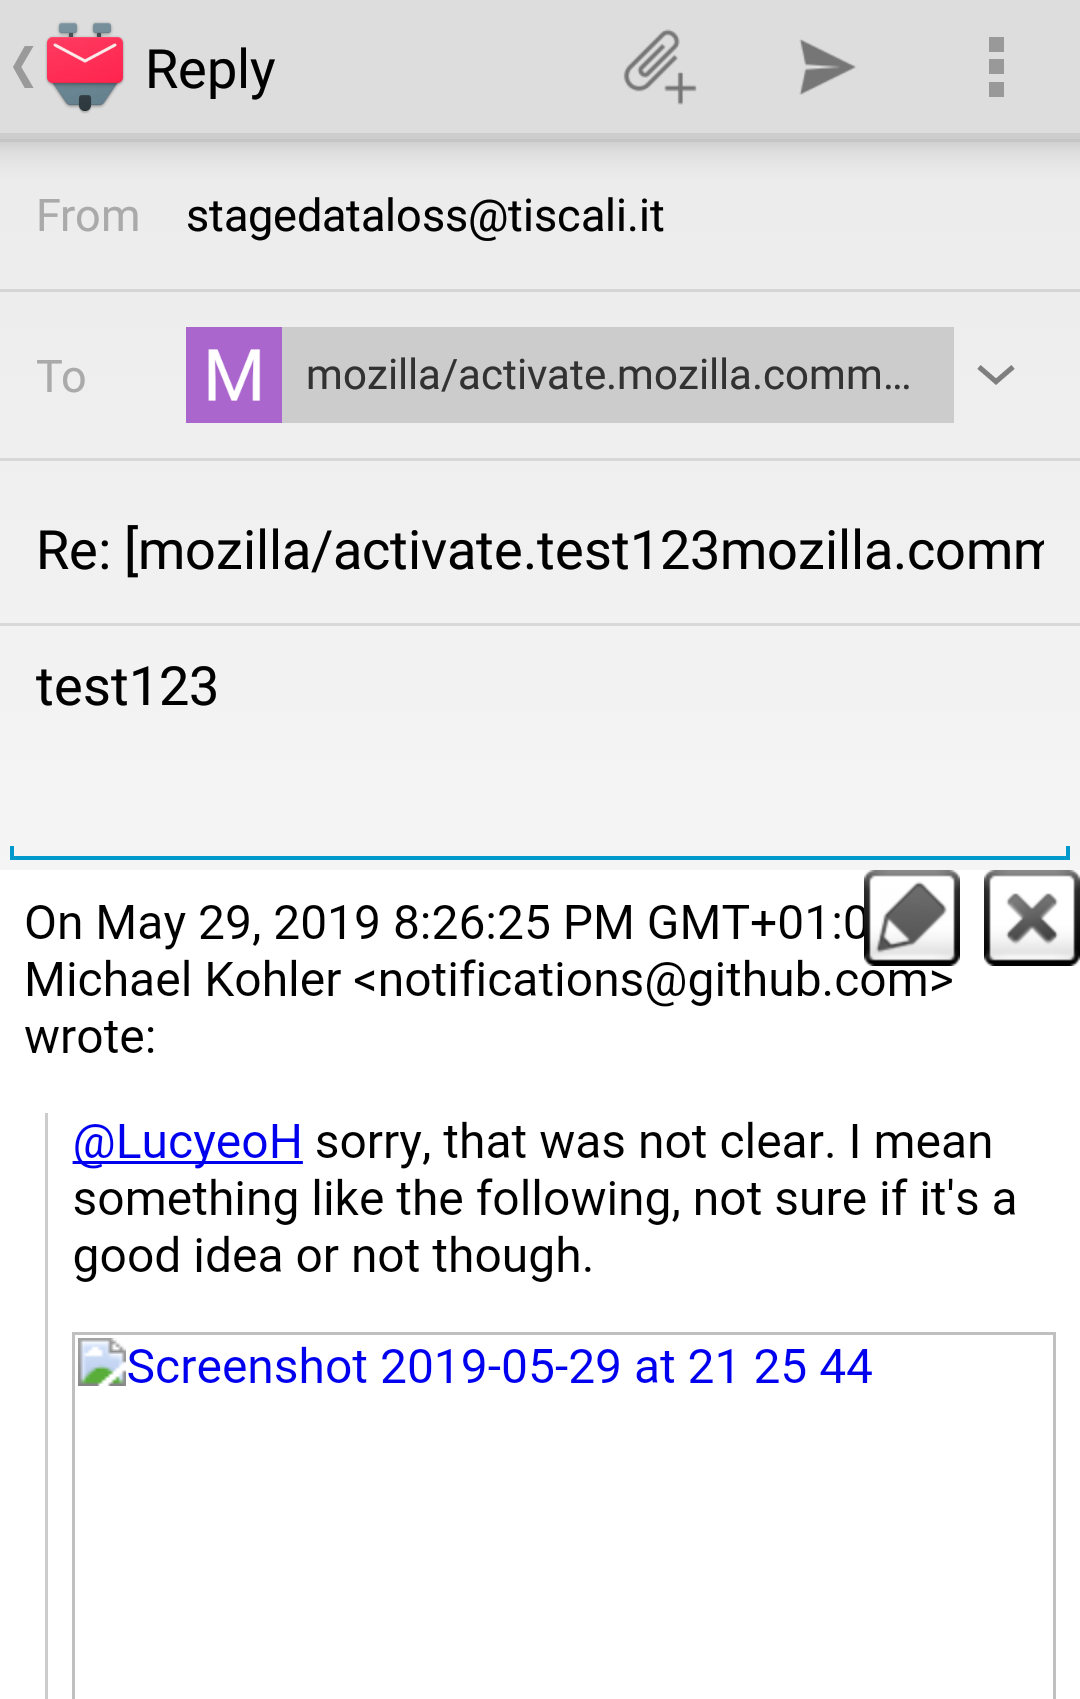 Reply
From stagedataloss@tiscali.it
To M mozilla/activate.mozilla.comm...
Re: [mozilla/activate.test123mozilla.comm
test123
On May 29, 2019 8:26:25 PM GMT+01:0
Michael Kohler <notifications@github.com>
wrote:
@LucyeoH sorry, that was not clear. I mean
something like the following, not sure if it's a
good idea or not though.
Screenshot 2019-05-29 at 21 25 44